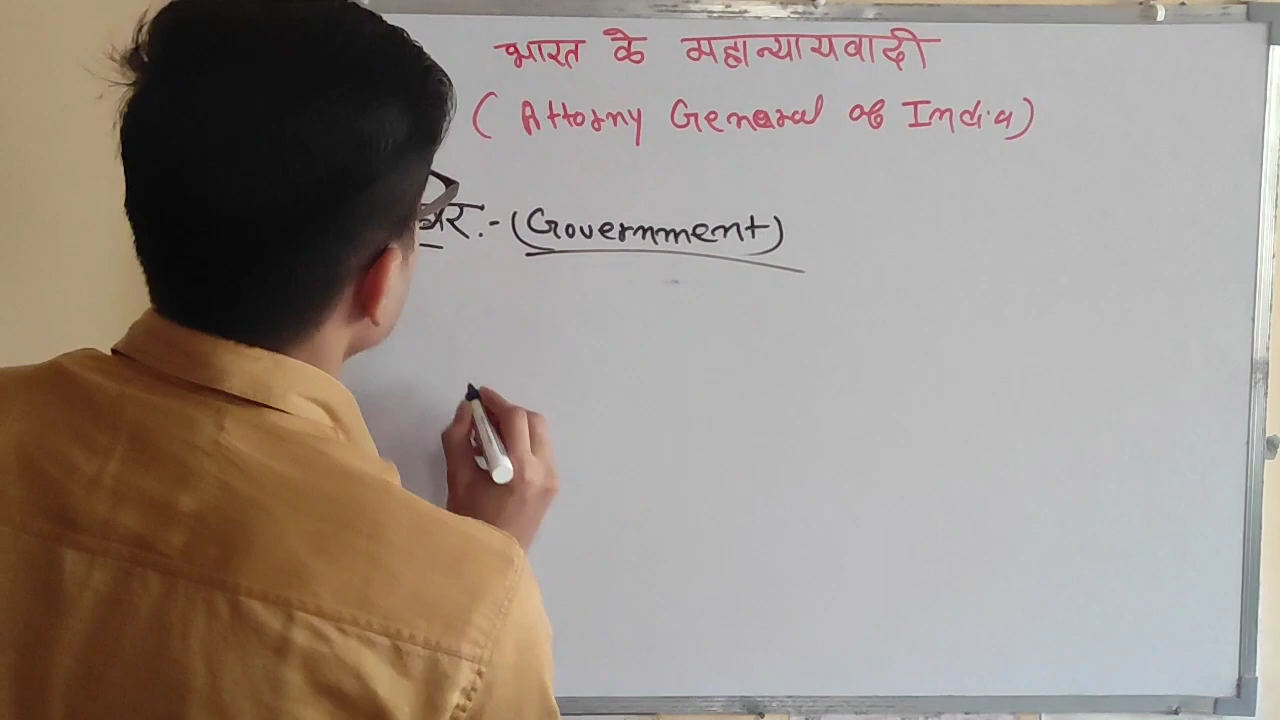 भारत के महान्यायवादी
(Attorny General of India)
(Government)